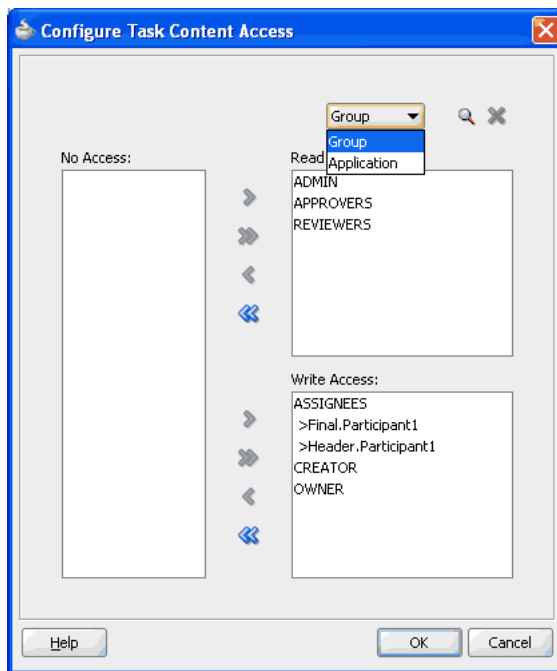 Configure Task Content Access
Group
Group
Application
No Access:
Read
ADMIN
APPROVERS
REVIEWERS
Write Access:
ASSIGNEES
>Final.Participant1
>Header.Participant1
CREATOR
OWNER
Help
OK
Cancel